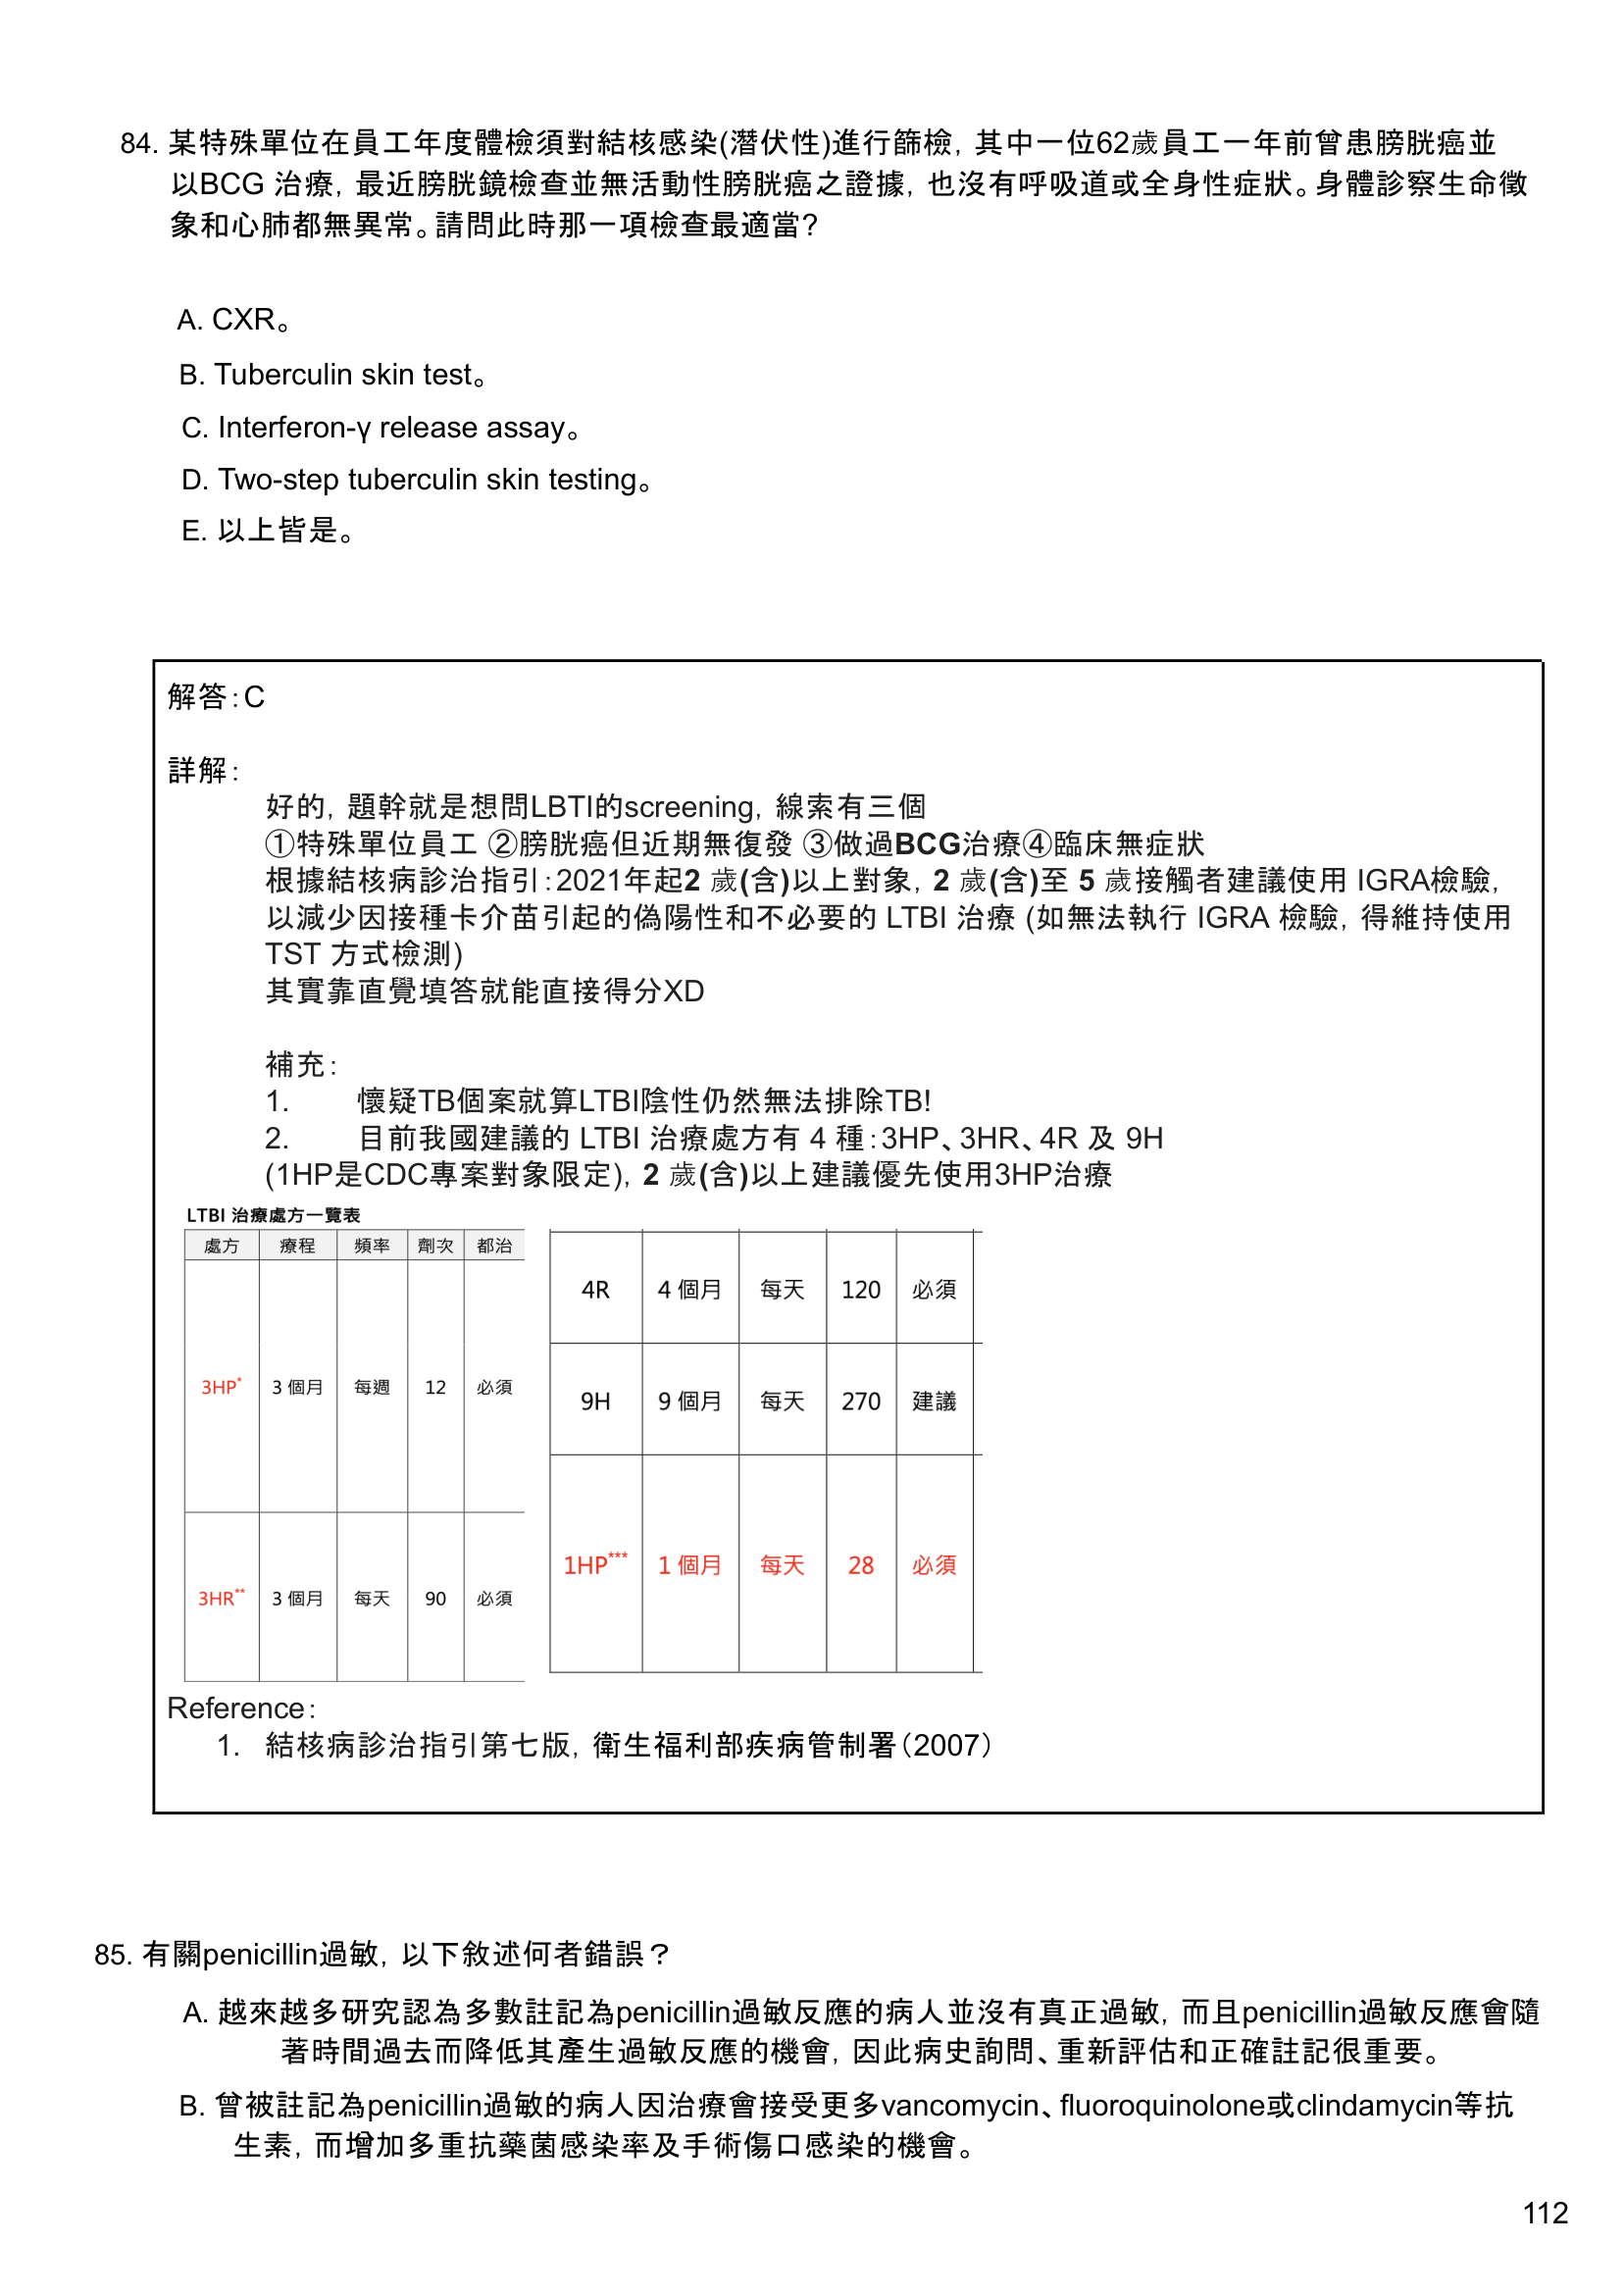 84. 某特殊單位在員工年度體檢須對結核感染(潛伏性)進行篩檢, 其中一位62歲員工一年前曾患膀胱癌並
以BCG 治療, 最近膀胱鏡檢查並無活動性膀胱癌之證據, 也沒有呼吸道或全身性症狀。身體診察生命徵
象和心肺都無異常。請問此時那一項檢查最適當?
A. CXR。
B. Tuberculin skin test。
C. Interferon-γ release assay。
D. Two-step tuberculin skin testing。
E. 以上皆是。
解答:C
詳解:
好的, 題幹就是想問LBTI的screening, 線索有三個
①特殊單位員工 ②膀胱癌但近期無復發 ③做過BCG治療④臨床無症狀
根據結核病診治指引:2021年起2 歲(含)以上對象, 2 歲(含)至 5 歲接觸者建議使用 IGRA檢驗,
以減少因接種卡介苗引起的偽陽性和不必要的 LTBI 治療 (如無法執行 IGRA 檢驗, 得維持使用
TST 方式檢測)
其實靠直覺填答就能直接得分XD
補充:
1. 懷疑TB個案就算LTBI陰性仍然無法排除TB!
2. 目前我國建議的 LTBI 治療處方有 4 種:3HP、3HR、4R 及 9H
(1HP是CDC專案對象限定), 2 歲(含)以上建議優先使用3HP治療
LTBI 治療處方一覽表
處方 療程 頻率 劑次 都治
3HP* 3 個月 每週 12 必須
3HR** 3 個月 每天 90 必須
4R 4 個月 每天 120 必須
9H 9 個月 每天 270 建議
1HP*** 1 個月 每天 28 必須
Reference:
1. 結核病診治指引第七版, 衛生福利部疾病管制署(2007)
85. 有關penicillin過敏, 以下敘述何者錯誤？
A. 越來越多研究認為多數註記為penicillin過敏反應的病人並沒有真正過敏, 而且penicillin過敏反應會隨
著時間過去而降低其產生過敏反應的機會, 因此病史詢問、重新評估和正確註記很重要。
B. 曾被註記為penicillin過敏的病人因治療會接受更多vancomycin、fluoroquinolone或clindamycin等抗
生素, 而增加多重抗藥菌感染率及手術傷口感染的機會。
112